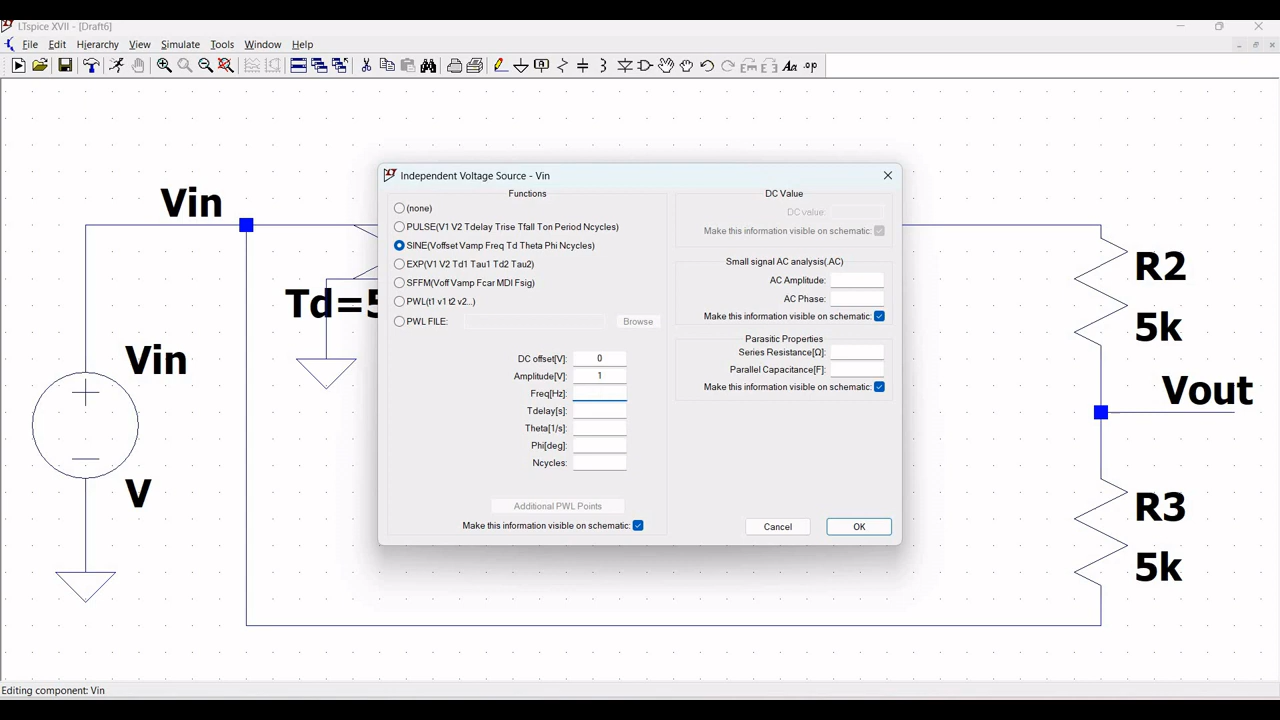 LTspice XVII - [Draft6]
File Edit Hierarchy View Simulate Tools Window Help
Aa .op
Independent Voltage Source - Vin
Functions
(none)
PULSE(V1 V2 Tdelay Trise Tfall Ton Period Ncycles)
SINE(Voffset Vamp Freq Td Theta Phi Ncycles)
EXP(V1 V2 Td1 Tau1 Td2 Tau2)
SFFM(Voff Vamp Fcar MDI Fsig)
PWL(t1 v1 t2 v2...)
PWL FILE: Browse
DC offset[V]: 0
Amplitude[V]: 1
Freq[Hz]:
Tdelay[s]:
Theta[1/s]:
Phi[deg]:
Ncycles:
Additional PWL Points
Make this information visible on schematic:
DC Value
DC value:
Make this information visible on schematic:
Small signal AC analysis(.AC)
AC Amplitude:
AC Phase:
Make this information visible on schematic:
Parasitic Properties
Series Resistance[Ω]:
Parallel Capacitance[F]:
Make this information visible on schematic:
Cancel OK
Vin
Td=5
Vin
V
R2
5k
Vout
R3
5k
Editing component: Vin